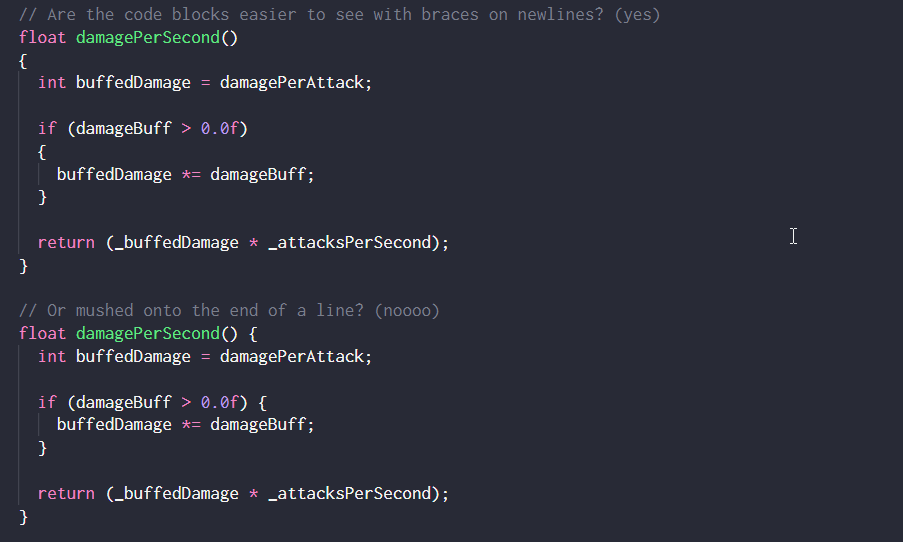 // Are the code blocks easier to see with braces on newlines? (yes)
float damagePerSecond()
{
int buffedDamage = damagePerAttack;
if (damageBuff > 0.0f)
{
buffedDamage *= damageBuff;
}
return (_buffedDamage * _attacksPerSecond);
}
// Or mushed onto the end of a line? (noooo)
float damagePerSecond() {
int buffedDamage = damagePerAttack;
if (damageBuff > 0.0f) {
buffedDamage *= damageBuff;
}
return (_buffedDamage * _attacksPerSecond);
}